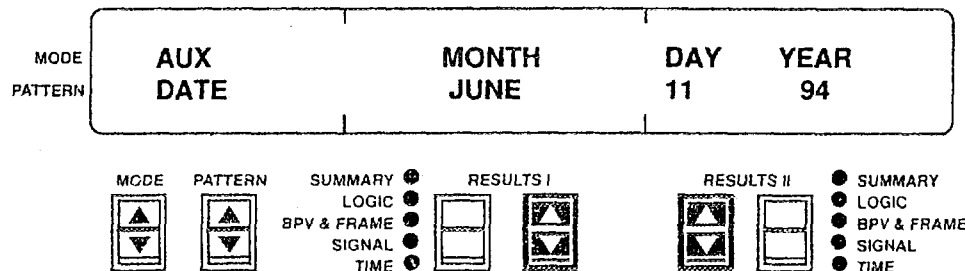 MODE AUX MONTH DAY YEAR
PATTERN DATE JUNE 11 94
MODE PATTERN SUMMARY RESULTS I RESULTS II SUMMARY
LOGIC LOGIC
BPV & FRAME BPV & FRAME
SIGNAL SIGNAL
TIME TIME